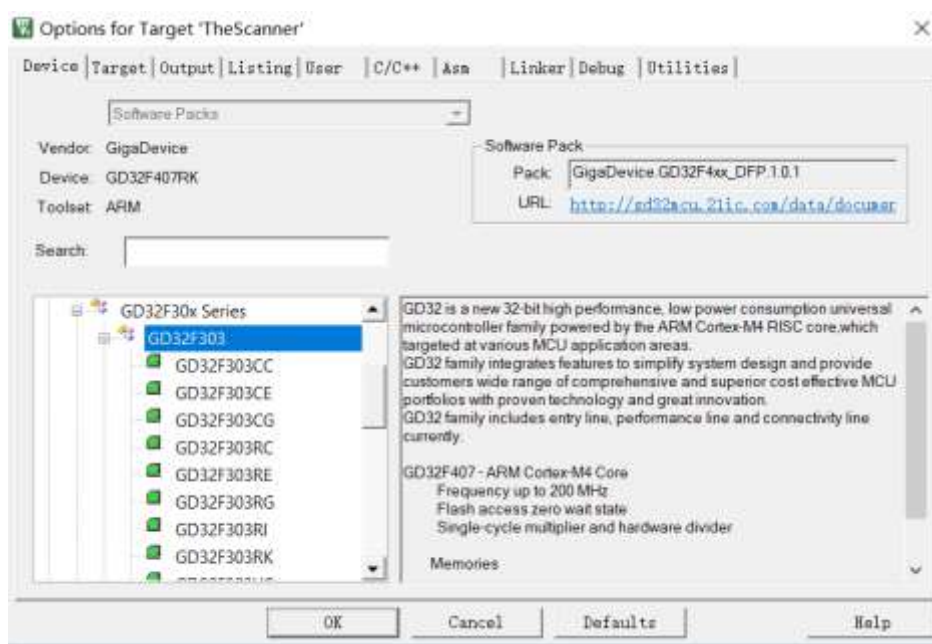 Options for Target 'TheScanner'
Device Target Output Listing User C/C++ Asm Linker Debug Utilities
Software Packs
Vendor: GigaDevice
Device: GD32F407RK
Toolset: ARM
Software Pack
Pack: GigaDevice.GD32F4xx_DFP.1.0.1
URL: http://gd32mcu.21ic.com/data/documer
Search:
GD32F30x Series
GD32F303
GD32F303CC
GD32F303CE
GD32F303CG
GD32F303RC
GD32F303RE
GD32F303RG
GD32F303RI
GD32F303RK
GD32 is a new 32-bit high performance, low power consumption universal
microcontroller family powered by the ARM Cortex-M4 RISC core,which
targeted at various MCU application areas.
GD32 family integrates features to simplify system design and provide
customers wide range of comprehensive and superior cost effective MCU
portfolios with proven technology and great innovation.
GD32 family includes entry line, performance line and connectivity line
currently.
GD32F407 - ARM Cortex-M4 Core
Frequency up to 200 MHz
Flash access zero wait state
Single-cycle multiplier and hardware divider
Memories
OK Cancel Defaults Help